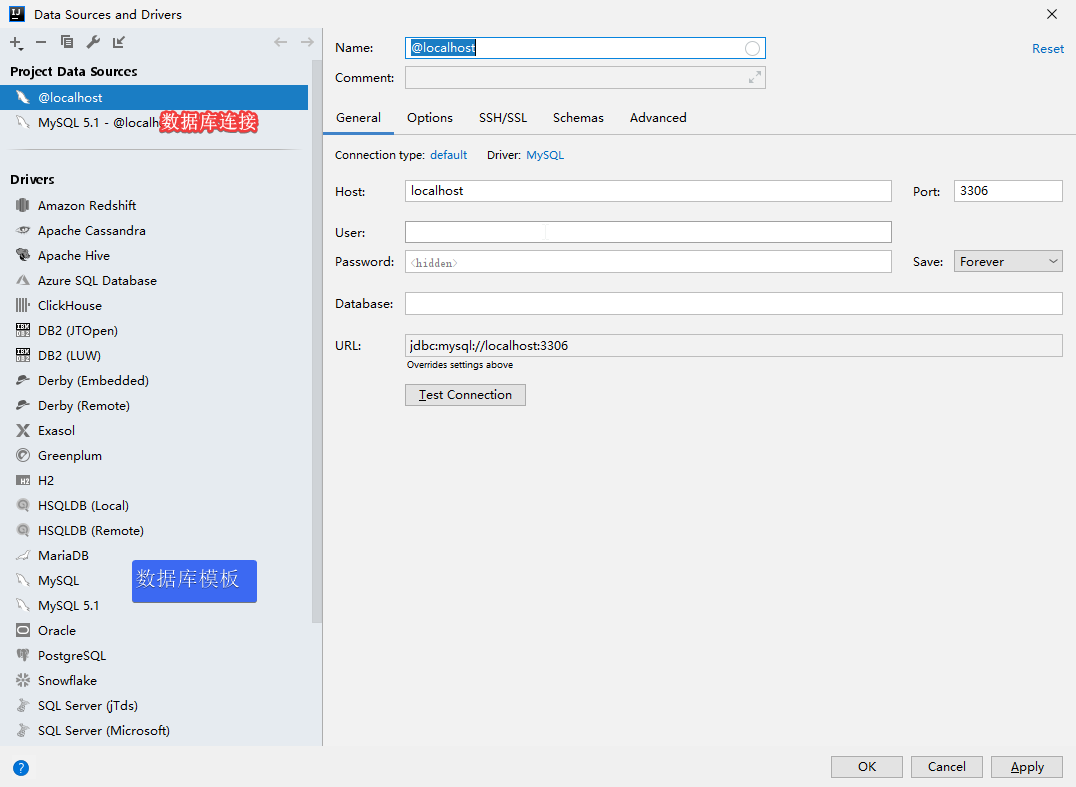 Data Sources and Drivers
Project Data Sources
@localhost
MySQL 5.1 - @localh
数据库连接
Drivers
Amazon Redshift
Apache Cassandra
Apache Hive
Azure SQL Database
ClickHouse
DB2 (JTOpen)
DB2 (LUW)
Derby (Embedded)
Derby (Remote)
Exasol
Greenplum
H2
HSQLDB (Local)
HSQLDB (Remote)
MariaDB
MySQL
数据库模板
MySQL 5.1
Oracle
PostgreSQL
Snowflake
SQL Server (jTds)
SQL Server (Microsoft)
Name: @localhost
Reset
Comment:
General Options SSH/SSL Schemas Advanced
Connection type: default Driver: MySQL
Host: localhost Port: 3306
User:
Password: <hidden> Save: Forever
Database:
URL: jdbc:mysql://localhost:3306
Overrides settings above
Test Connection
? OK Cancel Apply